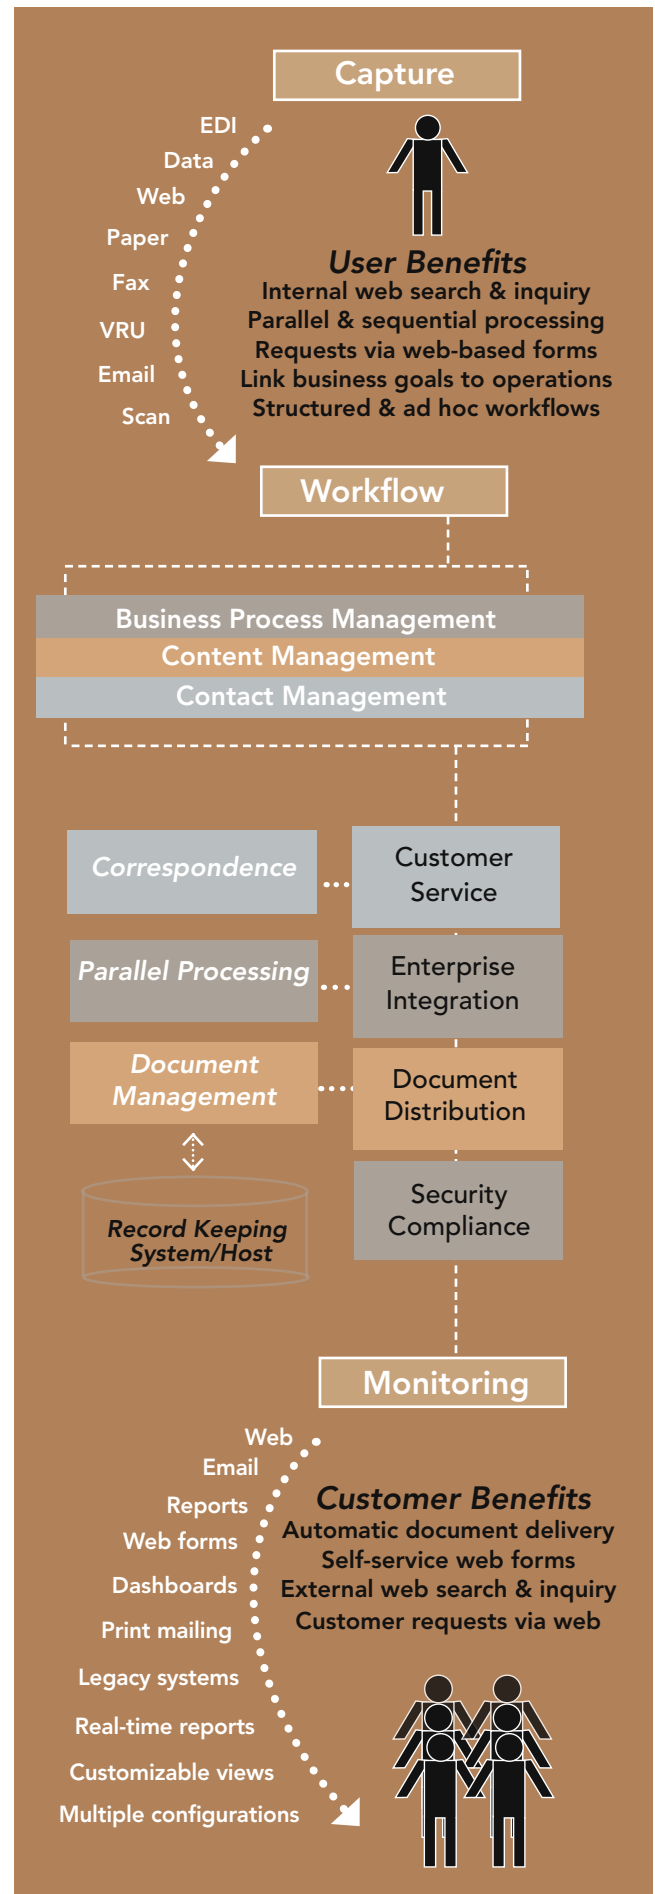 Capture
EDI
Data
Web
Paper
Fax
VRU
Email
Scan
User Benefits
Internal web search & inquiry
Parallel & sequential processing
Requests via web-based forms
Link business goals to operations
Structured & ad hoc workflows
Workflow
Business Process Management
Content Management
Contact Management
Correspondence
Customer
Service
Parallel Processing
Enterprise
Integration
Document
Management
Document
Distribution
Record Keeping
System/Host
Security
Compliance
Monitoring
Web
Email
Reports
Web forms
Dashboards
Print mailing
Legacy systems
Real-time reports
Customizable views
Multiple configurations
Customer Benefits
Automatic document delivery
Self-service web forms
External web search & inquiry
Customer requests via web